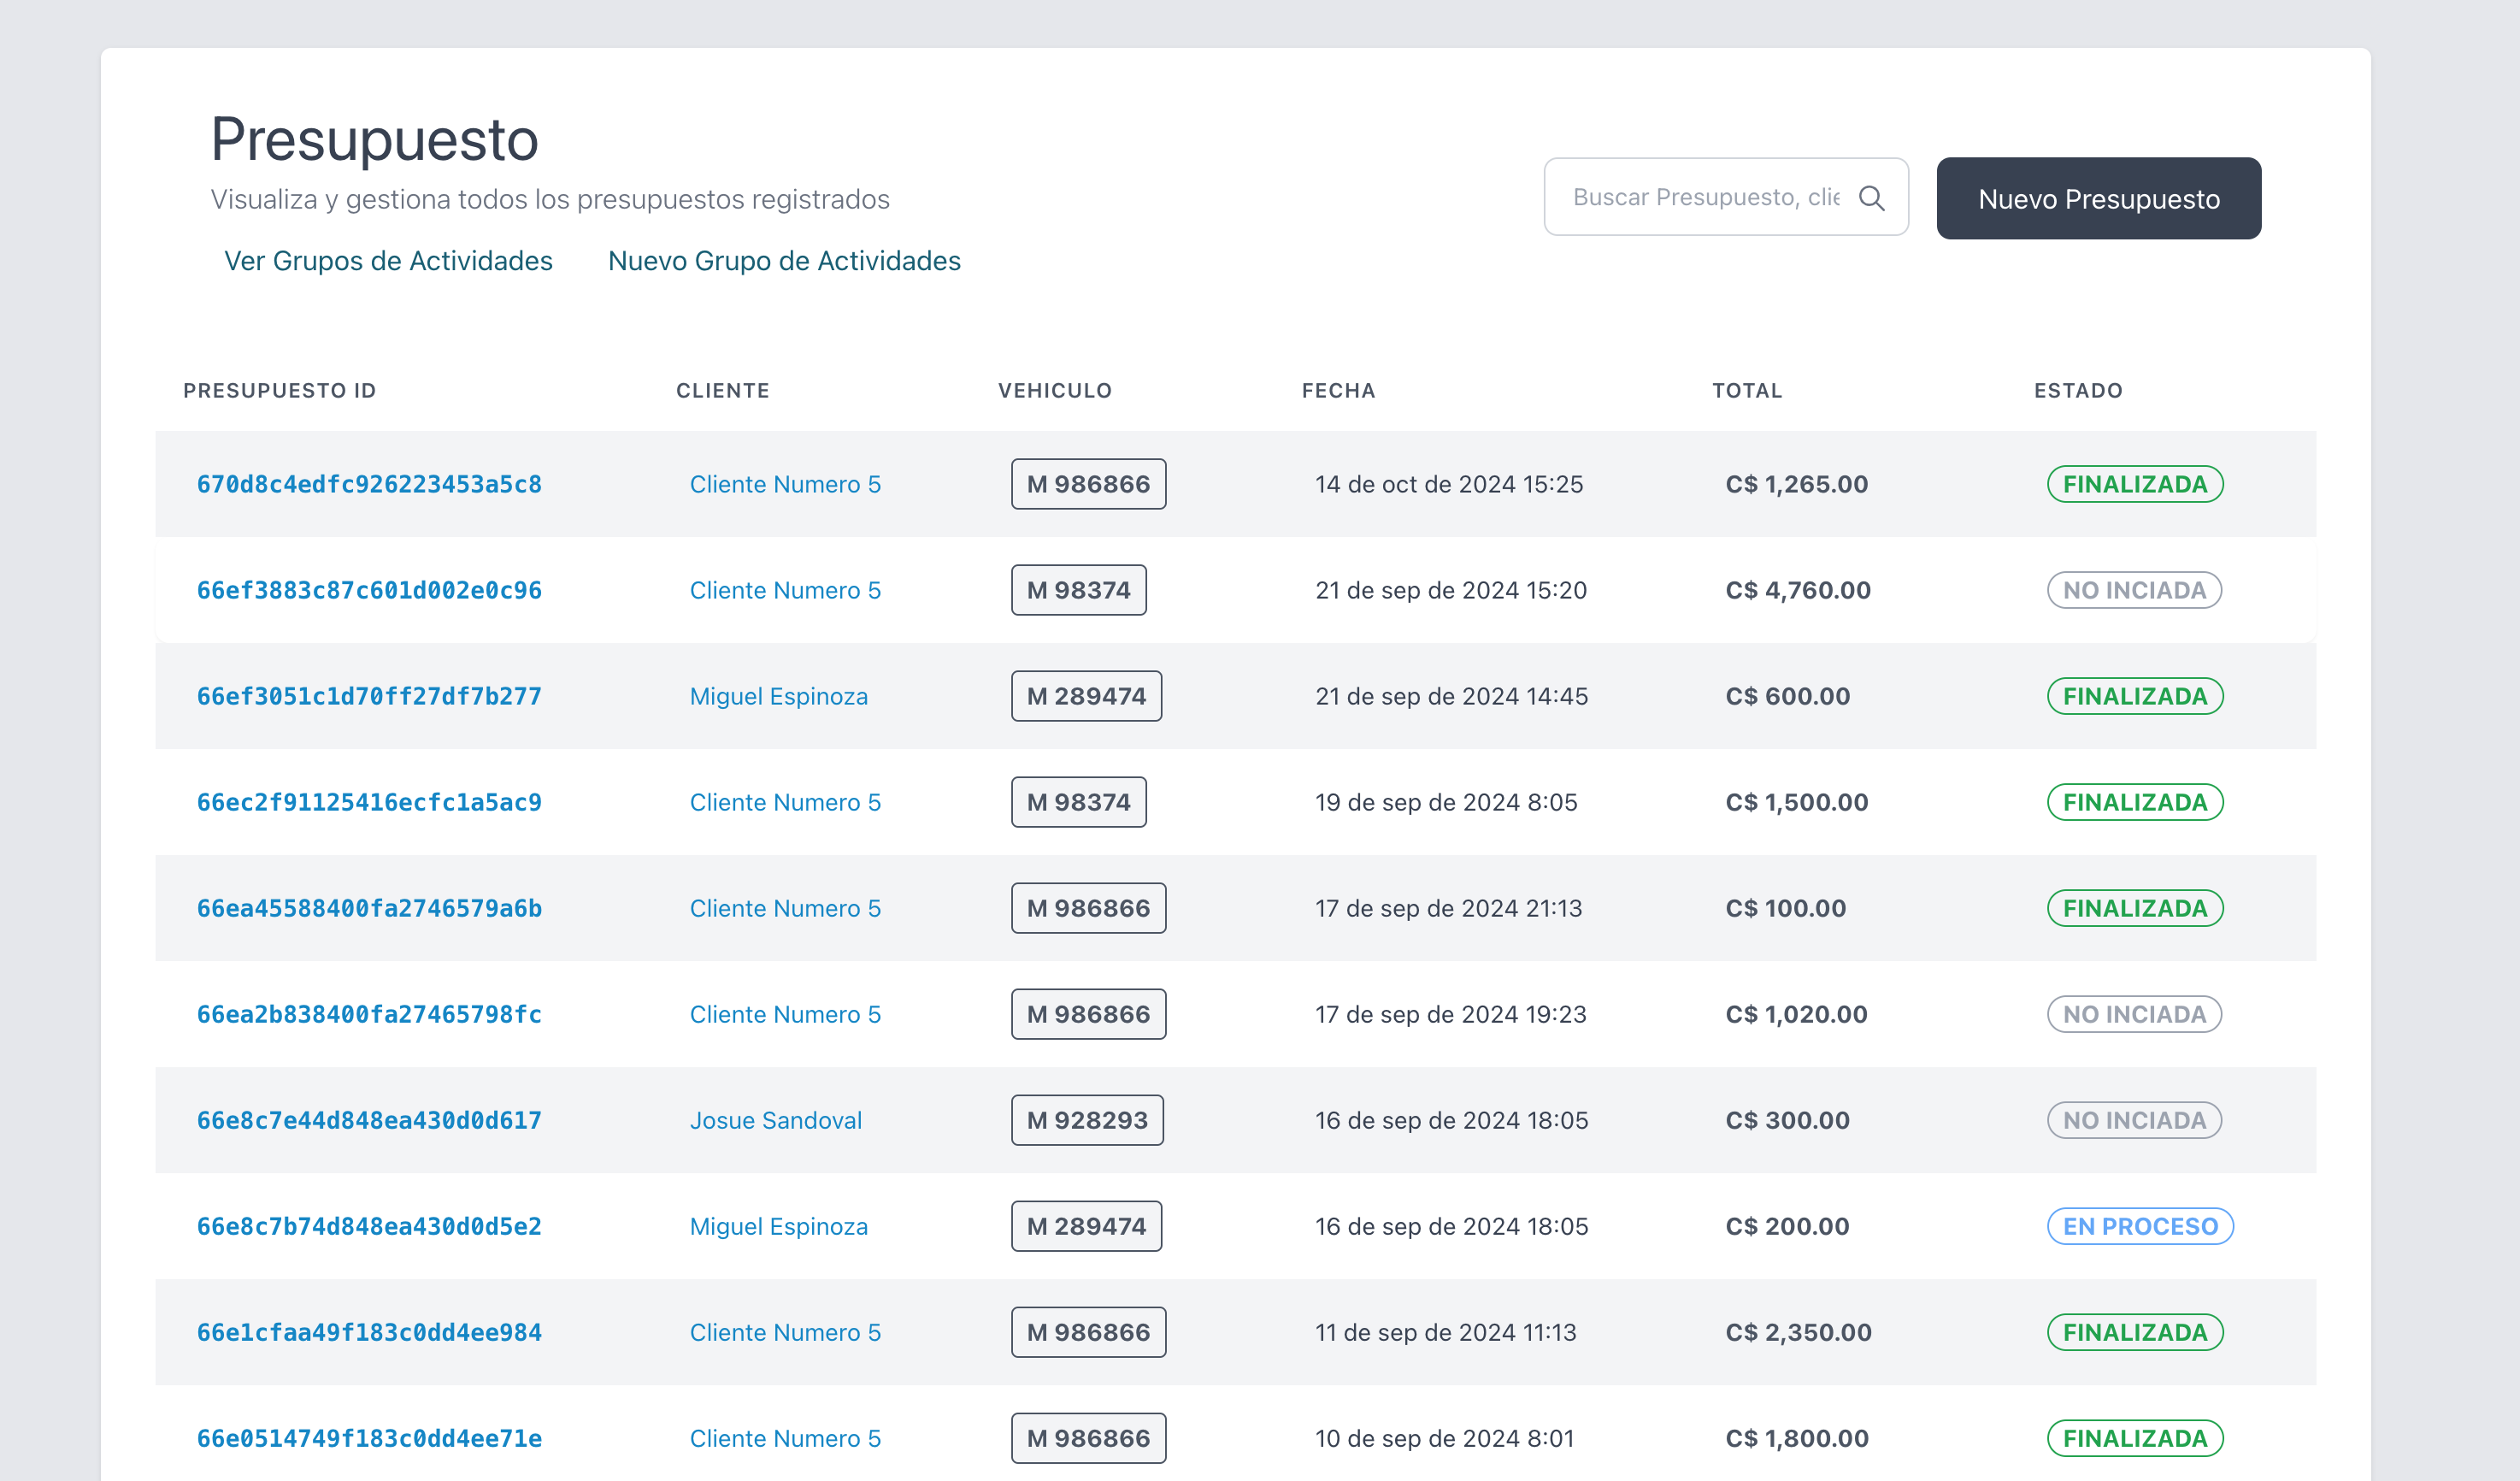 Presupuesto
Visualiza y gestiona todos los presupuestos registrados
Buscar Presupuesto, clie
Nuevo Presupuesto
Ver Grupos de Actividades Nuevo Grupo de Actividades
PRESUPUESTO ID CLIENTE VEHICULO FECHA TOTAL ESTADO
670d8c4edfc926223453a5c8 Cliente Numero 5 M 986866 14 de oct de 2024 15:25 C$ 1,265.00 FINALIZADA
66ef3883c87c601d002e0c96 Cliente Numero 5 M 98374 21 de sep de 2024 15:20 C$ 4,760.00 NO INCIADA
66ef3051c1d70ff27df7b277 Miguel Espinoza M 289474 21 de sep de 2024 14:45 C$ 600.00 FINALIZADA
66ec2f91125416ecfc1a5ac9 Cliente Numero 5 M 98374 19 de sep de 2024 8:05 C$ 1,500.00 FINALIZADA
66ea45588400fa2746579a6b Cliente Numero 5 M 986866 17 de sep de 2024 21:13 C$ 100.00 FINALIZADA
66ea2b838400fa27465798fc Cliente Numero 5 M 986866 17 de sep de 2024 19:23 C$ 1,020.00 NO INCIADA
66e8c7e44d848ea430d0d617 Josue Sandoval M 928293 16 de sep de 2024 18:05 C$ 300.00 NO INCIADA
66e8c7b74d848ea430d0d5e2 Miguel Espinoza M 289474 16 de sep de 2024 18:05 C$ 200.00 EN PROCESO
66e1cfaa49f183c0dd4ee984 Cliente Numero 5 M 986866 11 de sep de 2024 11:13 C$ 2,350.00 FINALIZADA
66e0514749f183c0dd4ee71e Cliente Numero 5 M 986866 10 de sep de 2024 8:01 C$ 1,800.00 FINALIZADA